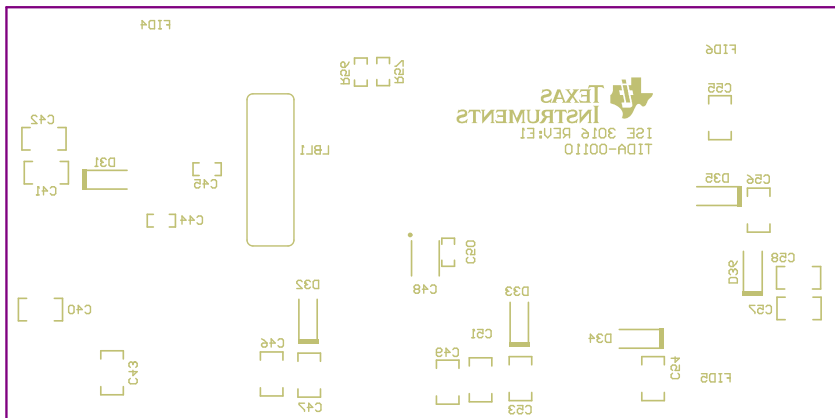 FID4
FID6
R56
R57
C55
TEXAS
INSTRUMENTS
ISE 3016 REV:E1
TIDA-00110
C42
D31
LBL1
C41
C45
D35
C56
C44
C50
D36
C58
D32
C48
D33
C40
C57
C46
C51
D34
C49
C43
C54
FID5
C47
C53